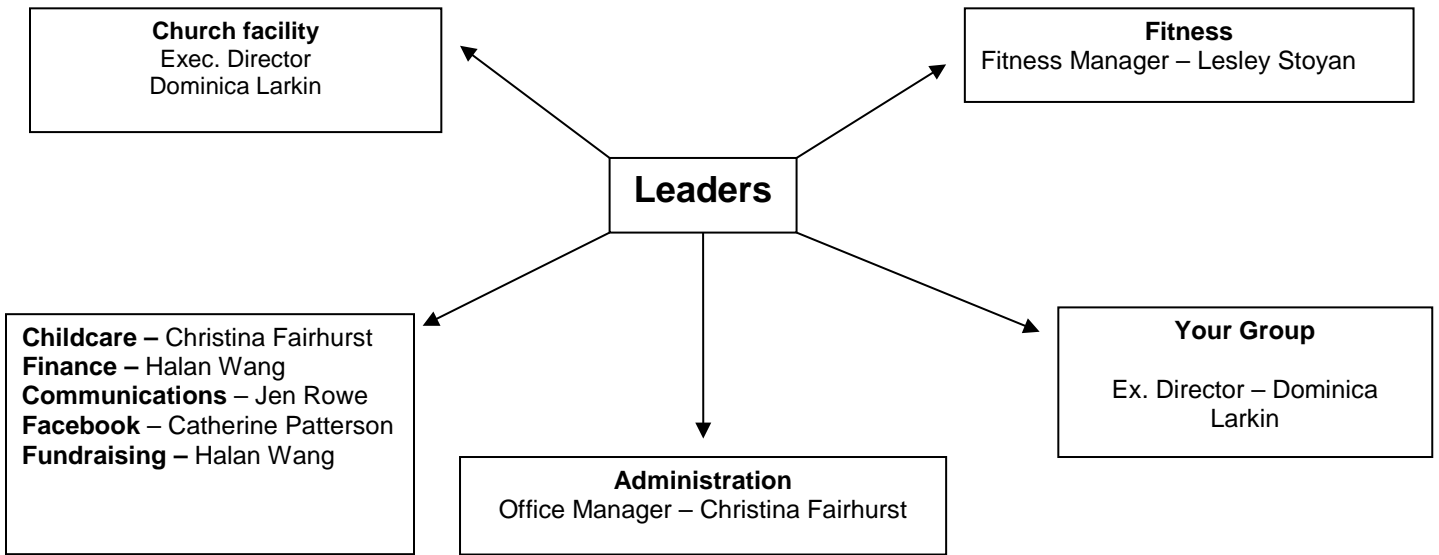 Church facility
Exec. Director
Dominica Larkin
Fitness
Fitness Manager – Lesley Stoyan
Leaders
Childcare – Christina Fairhurst
Finance – Halan Wang
Communications – Jen Rowe
Facebook – Catherine Patterson
Fundraising – Halan Wang
Administration
Office Manager – Christina Fairhurst
Your Group
Ex. Director – Dominica
Larkin